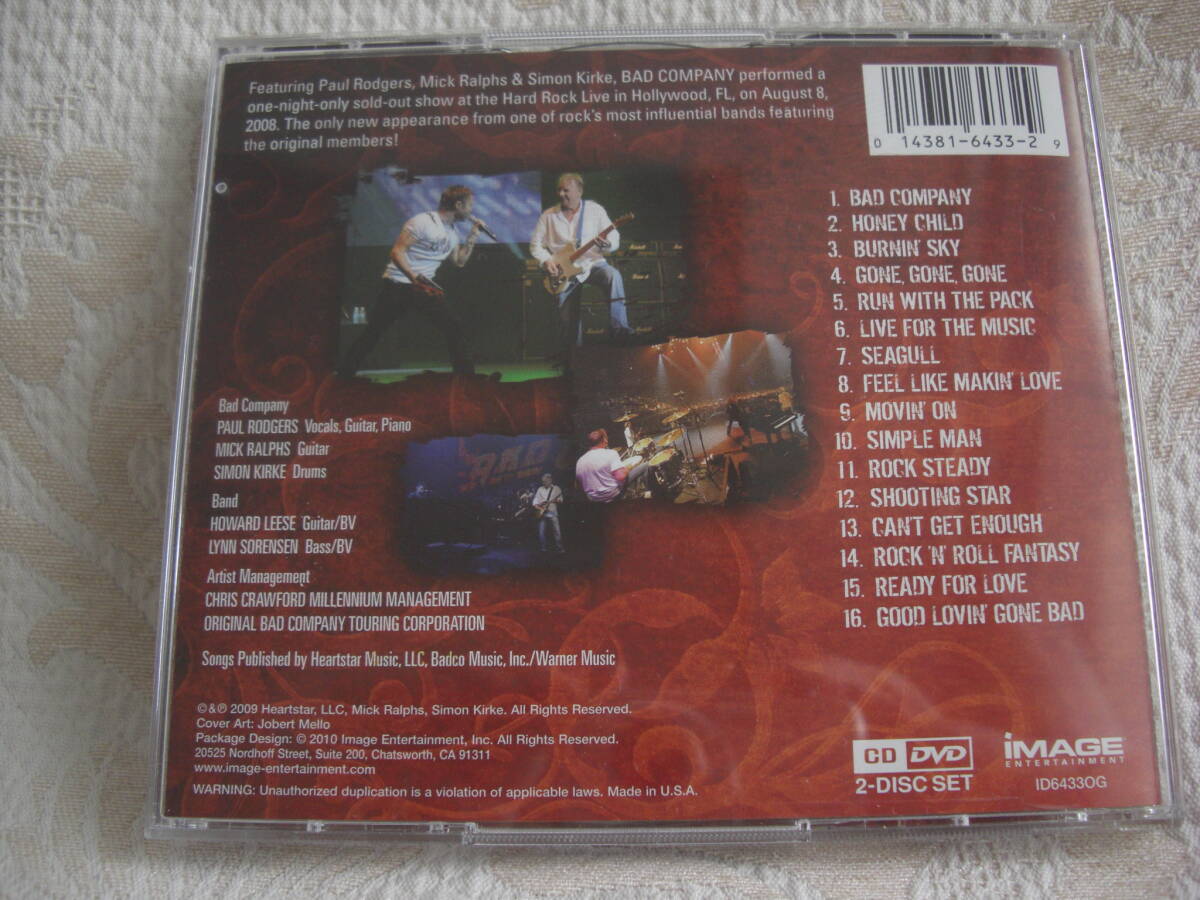 Featuring Paul Rodgers, Mick Ralphs & Simon Kirke, BAD COMPANY performed a
one-night-only sold-out show at the Hard Rock Live in Hollywood, FL, on August 8,
2008. The only new appearance from one of rock's most influential bands featuring
the original members!
0 14381-6433-2 9
1. BAD COMPANY
2. HONEY CHILD
3. BURNIN' SKY
4. GONE, GONE, GONE
5. RUN WITH THE PACK
6. LIVE FOR THE MUSIC
7. SEAGULL
8. FEEL LIKE MAKIN' LOVE
9. MOVIN' ON
10. SIMPLE MAN
11. ROCK STEADY
12. SHOOTING STAR
13. CAN'T GET ENOUGH
14. ROCK 'N' ROLL FANTASY
15. READY FOR LOVE
16. GOOD LOVIN' GONE BAD
Bad Company
PAUL RODGERS Vocals, Guitar, Piano
MICK RALPHS Guitar
SIMON KIRKE Drums
Band
HOWARD LEESE Guitar/BV
LYNN SORENSEN Bass/BV
Artist Management
CHRIS CRAWFORD MILLENNIUM MANAGEMENT
ORIGINAL BAD COMPANY TOURING CORPORATION
Songs Published by Heartstar Music, LLC, Badco Music, Inc./Warner Music
©&℗ 2009 Heartstar, LLC, Mick Ralphs, Simon Kirke. All Rights Reserved.
Cover Art: Jobert Mello
Package Design: © 2010 Image Entertainment, Inc. All Rights Reserved.
20525 Nordhoff Street, Suite 200, Chatsworth, CA 91311
www.image-entertainment.com
WARNING: Unauthorized duplication is a violation of applicable laws. Made in U.S.A.
CD DVD
2-DISC SET
iMAGE
ENTERTAINMENT
ID6433OG